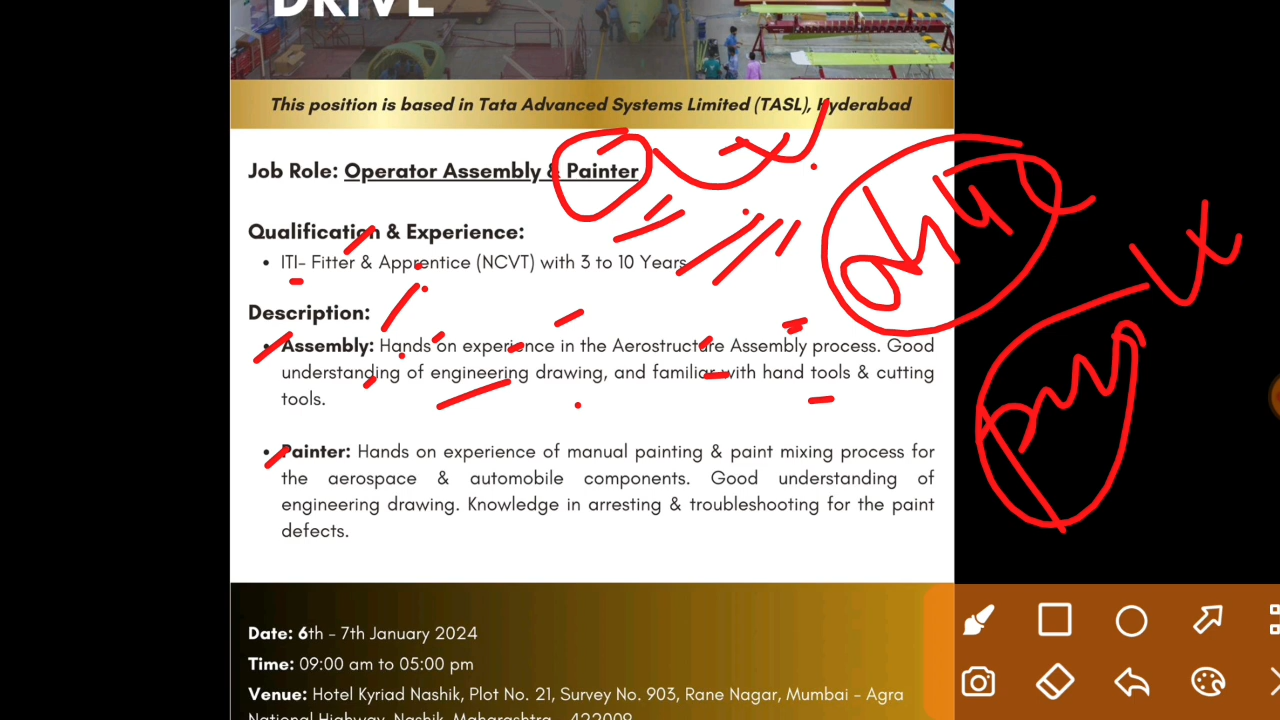 DRIVE
This position is based in Tata Advanced Systems Limited (TASL), Hyderabad
Job Role: Operator Assembly & Painter
Qualification & Experience:
• ITI- Fitter & Apprentice (NCVT) with 3 to 10 Years
Description:
• Assembly: Hands on experience in the Aerostructure Assembly process. Good
understanding of engineering drawing, and familiar with hand tools & cutting
tools.
• Painter: Hands on experience of manual painting & paint mixing process for
the aerospace & automobile components. Good understanding of
engineering drawing. Knowledge in arresting & troubleshooting for the paint
defects.
Date: 6th - 7th January 2024
Time: 09:00 am to 05:00 pm
Venue: Hotel Kyriad Nashik, Plot No. 21, Survey No. 903, Rane Nagar, Mumbai - Agra
National Highway, Nashik, Maharashtra - 422009